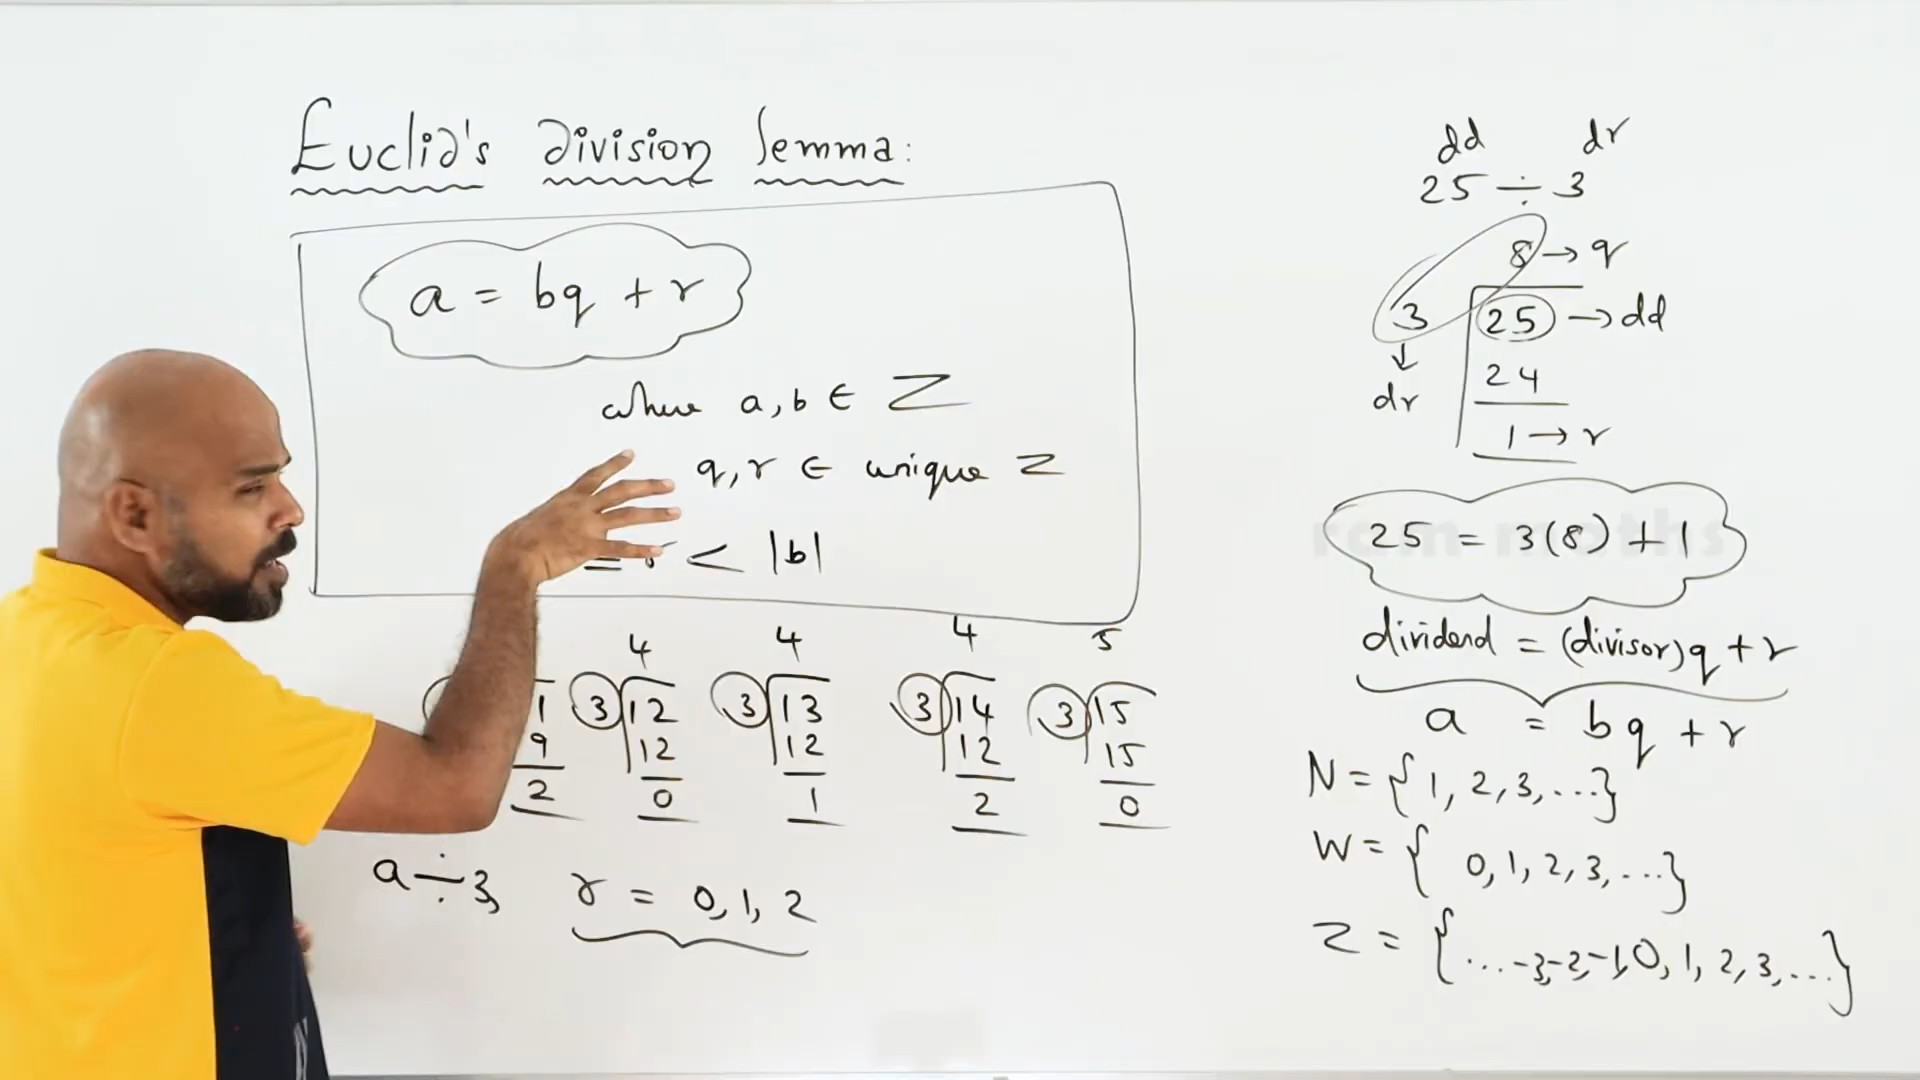 Euclid's division lemma:
a = bq + r
where a, b ∈ Z
q, r ∈ unique Z
r < |b|
4 4 4 5
1 3 12 3 13 3 14 3 15
9 12 12 12 15
2 0 1 2 0
a ÷ 3, r = 0, 1, 2
dd dr
25 ÷ 3
8 → q
3 25 → dd
↓
dr 24
1 → r
25 = 3(8) + 1
dividend = (divisor)q + r
a = bq + r
N = {1, 2, 3, ...}
W = {0, 1, 2, 3, ...}
Z = {... -3, -2, -1, 0, 1, 2, 3, ...}